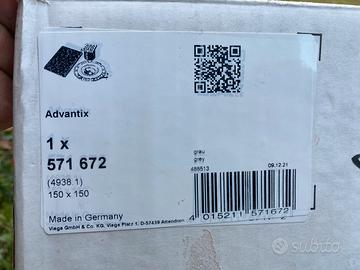 Advantix
1 x
571 672
(4938.1)
150 x 150
grau
grey
488513
09.12.21
Made in Germany
Viega GmbH & Co. KG, Viega Platz 1, D-57439 Attendorn
4 015211 571672
subito